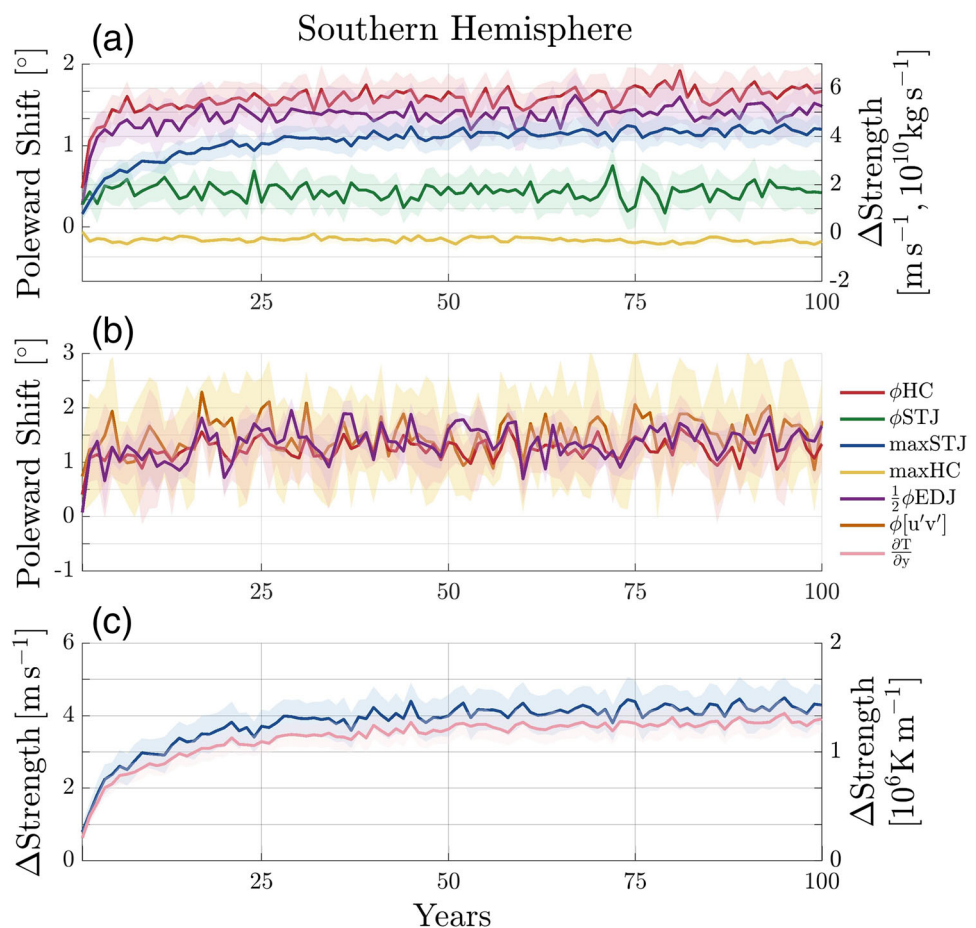 Southern Hemisphere
(a)
Poleward Shift [°]
2
1
0
6
4
2
0
-2
ΔStrength
[m s⁻¹, 10¹⁰kg s⁻¹]
25
50
75
100
(b)
Poleward Shift [°]
3
2
1
0
-1
25
50
75
100
ϕHC
ϕSTJ
maxSTJ
maxHC
½ϕEDJ
ϕ[u′v′]
∂T/∂y
(c)
ΔStrength [m s⁻¹]
6
4
2
0
2
1
0
ΔStrength
[10⁶K m⁻¹]
25
50
75
100
Years